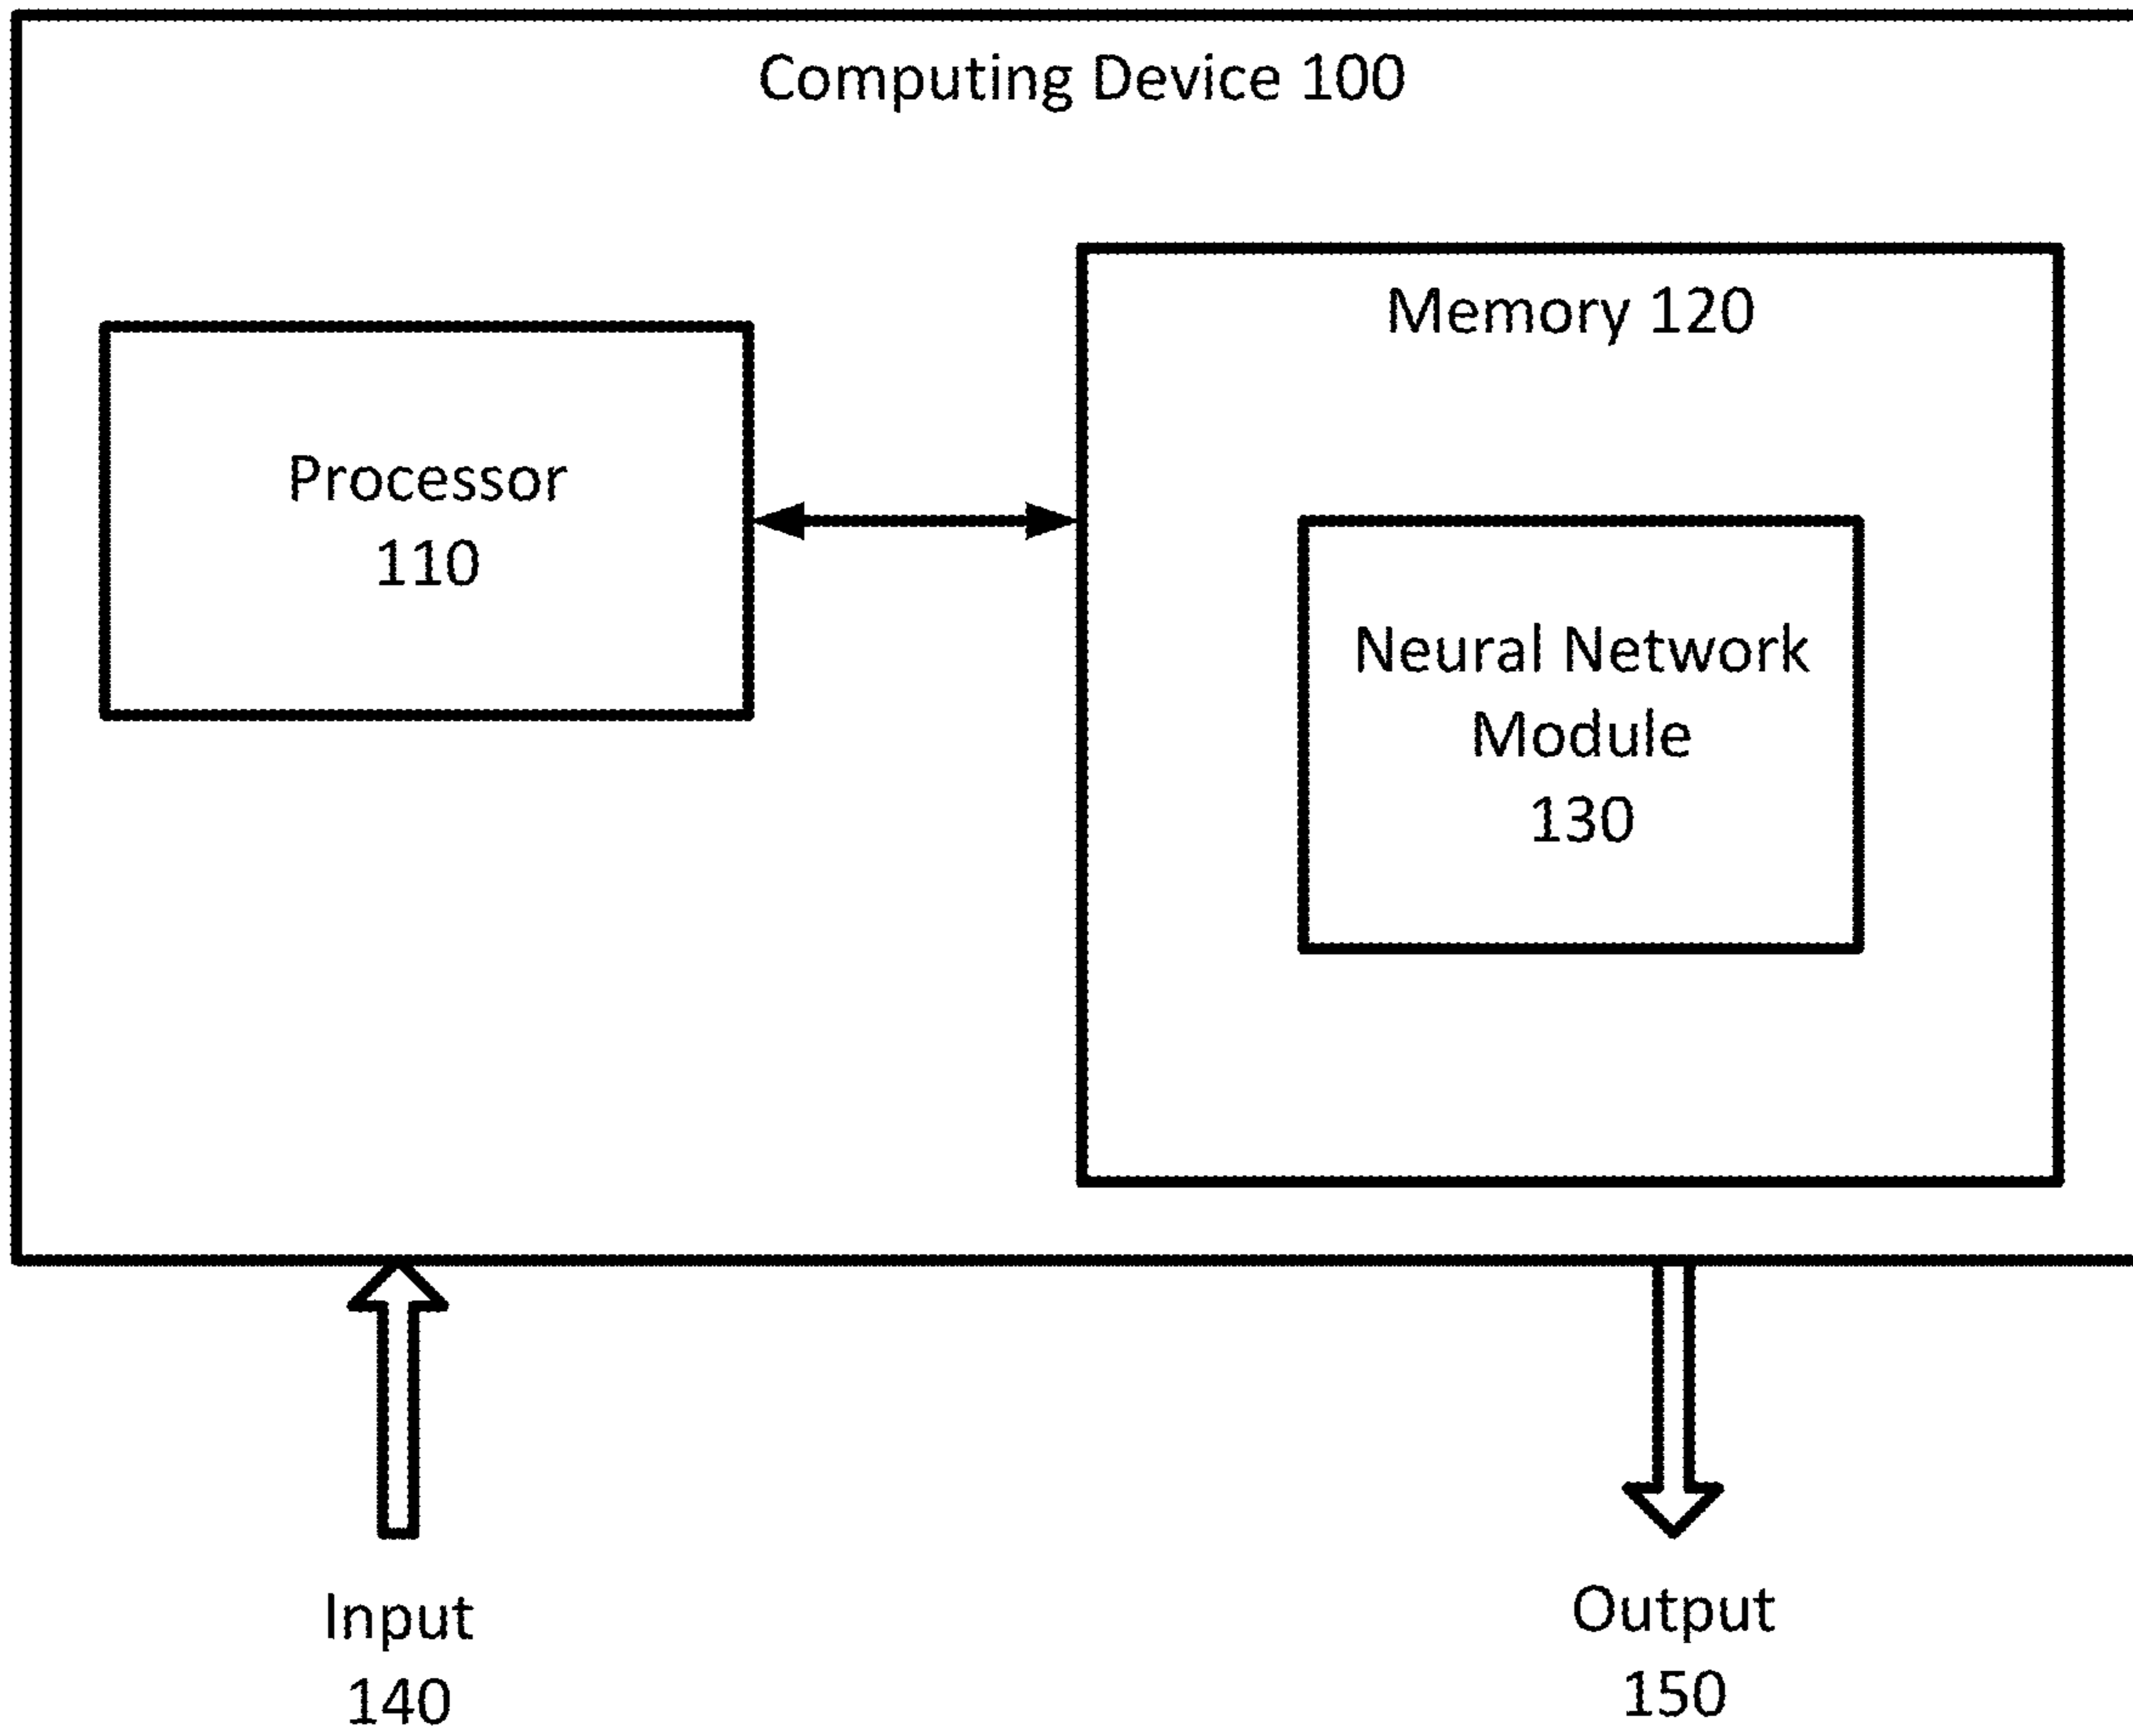 Computing Device 100
Memory 120
Processor
110
Neural Network
Module
130
Input
140
Output
150